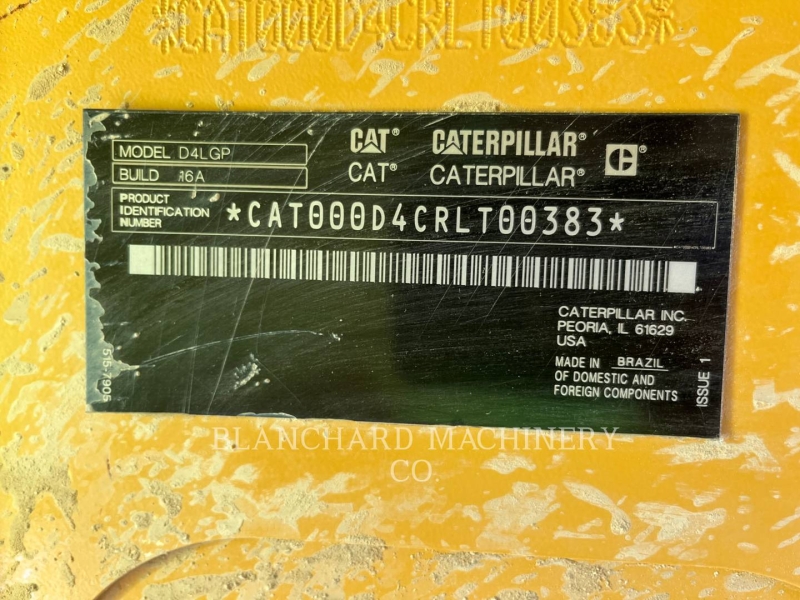 *CAT000D4CRLT00383*
CAT® CATERPILLAR®
CAT® CATERPILLAR®
MODEL D4LGP
BUILD 16A
PRODUCT
IDENTIFICATION
NUMBER
*CAT000D4CRLT00383*
CATERPILLAR INC.
PEORIA, IL 61629
USA
MADE IN BRAZIL
OF DOMESTIC AND
FOREIGN COMPONENTS
ISSUE 1
515-7905
BLANCHARD MACHINERY
CO.